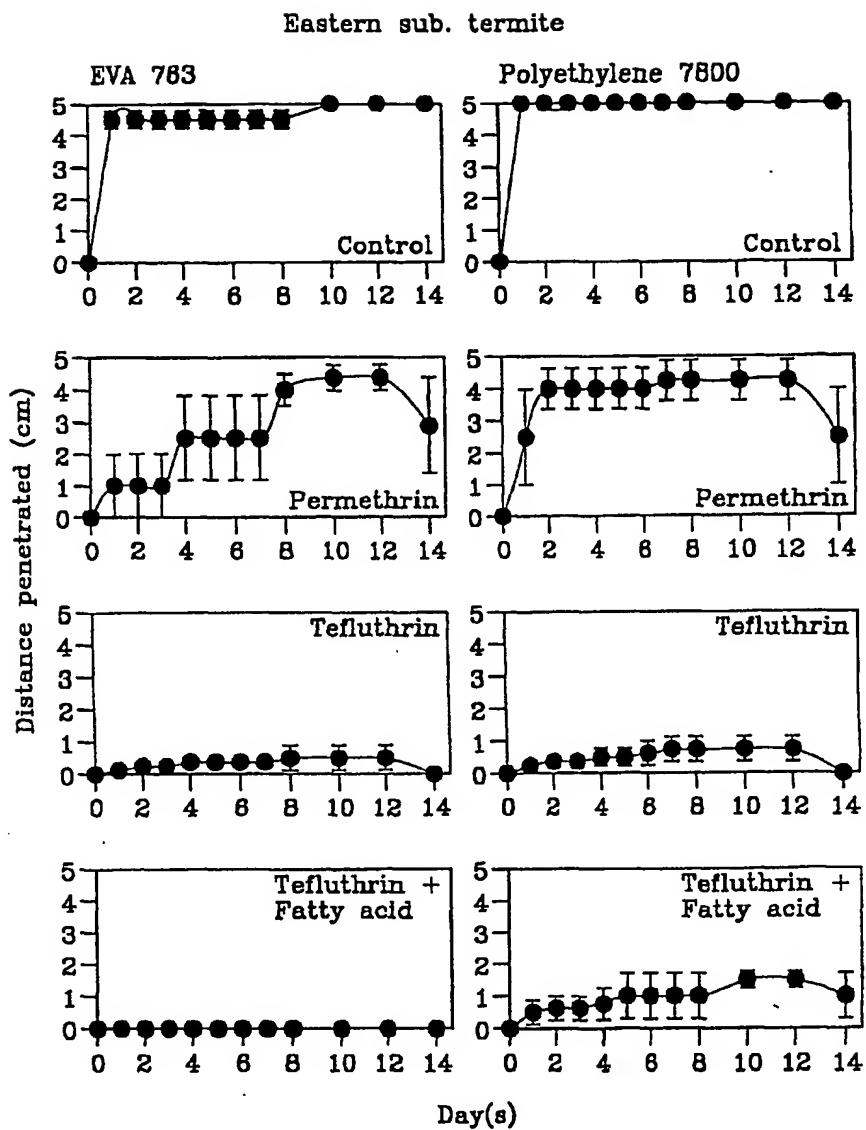 Eastern sub. termite
EVA 763
Polyethylene 7800
5
4
3
2
1
0
Control
0 2 4 6 8 10 12 14
5
4
3
2
1
0
Control
0 2 4 6 8 10 12 14
5
4
3
2
1
0
Permethrin
0 2 4 6 8 10 12 14
5
4
3
2
1
0
Permethrin
0 2 4 6 8 10 12 14
Distance penetrated (cm)
5
4
3
2
1
0
Tefluthrin
0 2 4 6 8 10 12 14
5
4
3
2
1
0
Tefluthrin
0 2 4 6 8 10 12 14
5
4
3
2
1
0
Tefluthrin +
Fatty acid
0 2 4 6 8 10 12 14
5
4
3
2
1
0
Tefluthrin +
Fatty acid
0 2 4 6 8 10 12 14
Day(s)